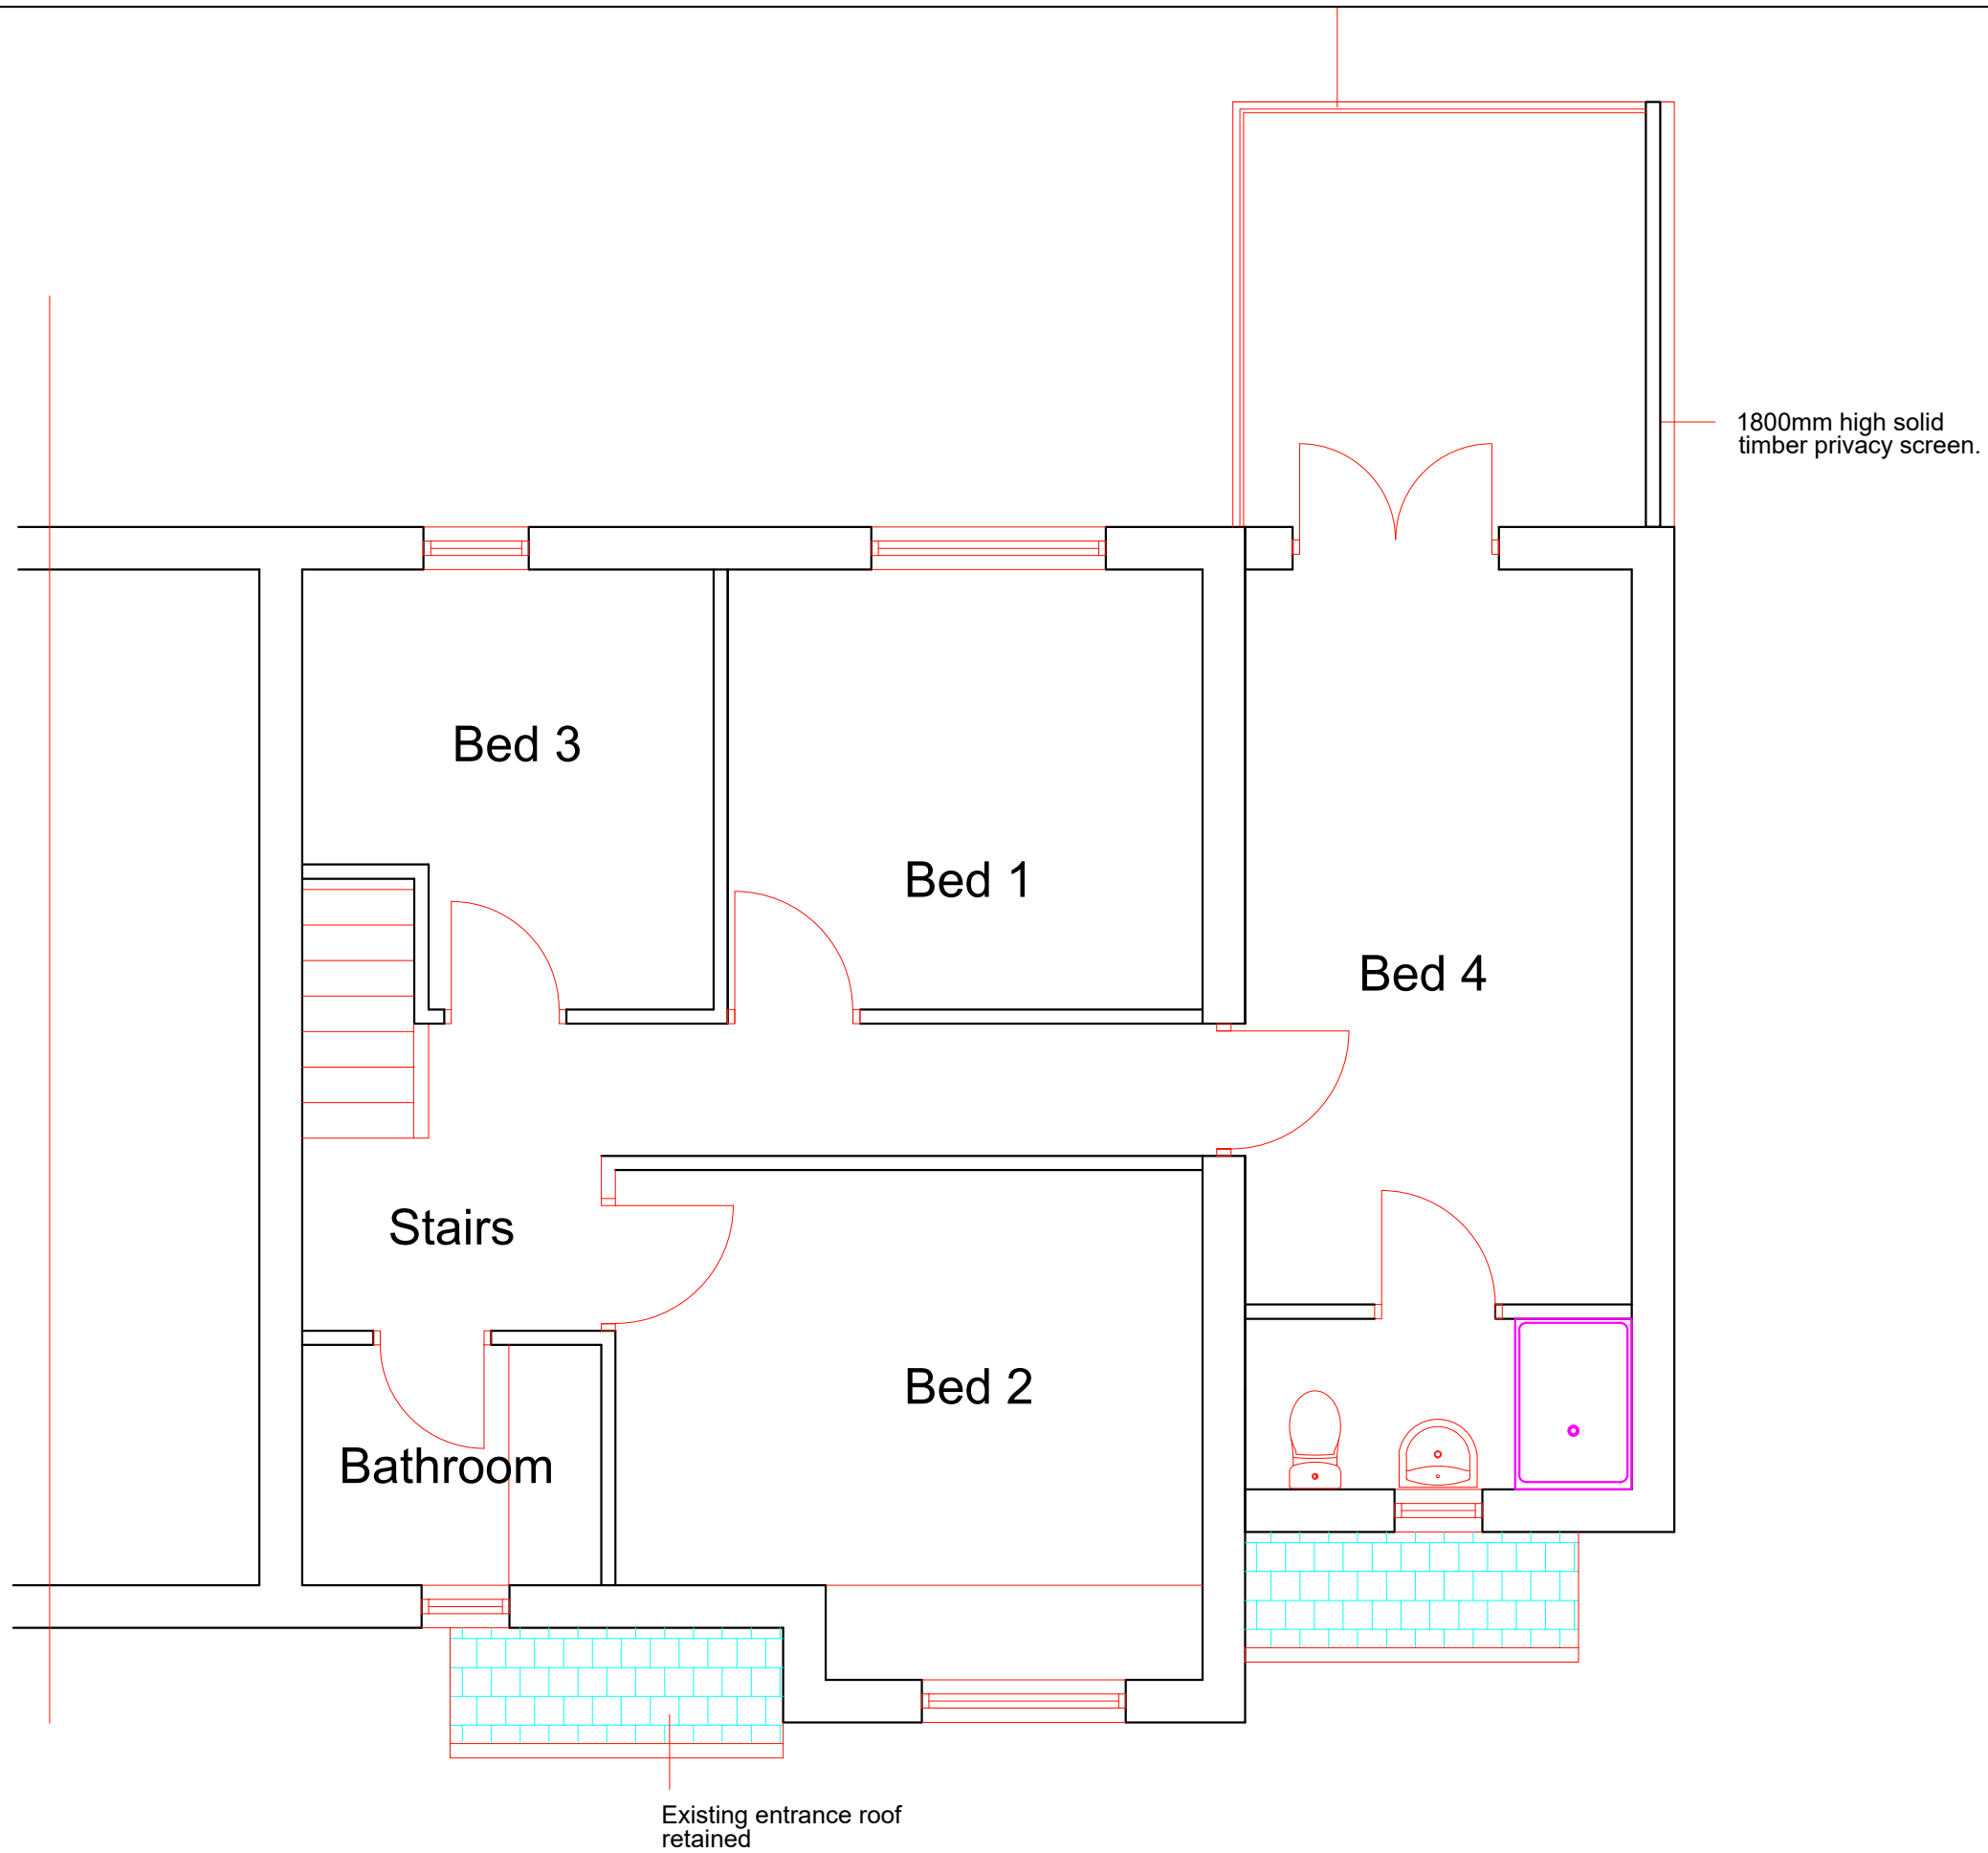 1800mm high solid
timber privacy screen.
Bed 3
Bed 1
Bed 4
Stairs
Bed 2
Bathroom
Existing entrance roof
retained